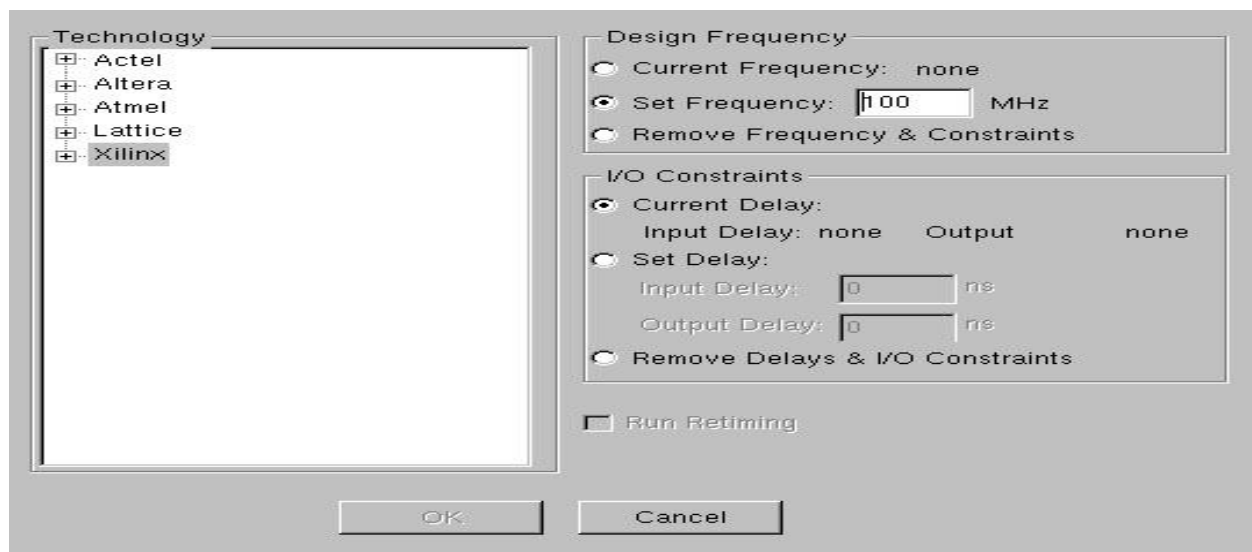 Technology
Actel
Altera
Atmel
Lattice
Xilinx
Design Frequency
Current Frequency: none
Set Frequency: 100 MHz
Remove Frequency & Constraints
I/O Constraints
Current Delay:
Input Delay: none Output none
Set Delay:
Input Delay: 0 ns
Output Delay: 0 ns
Remove Delays & I/O Constraints
Run Retiming
OK Cancel